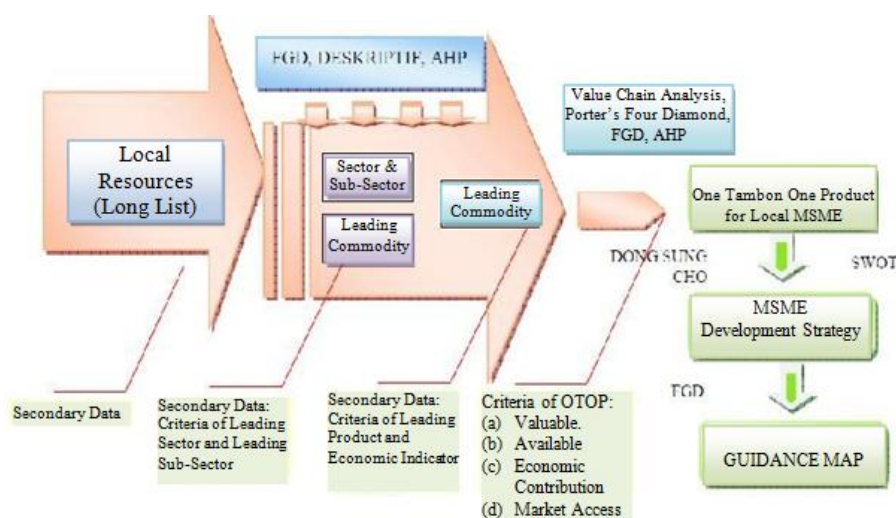 FGD, DESKRIPTIF, AHP
Value Chain Analysis,
Porter's Four Diamond,
FGD, AHP
Local
Resources
(Long List)
Sector &
Sub-Sector
Leading
Commodity
Leading
Commodity
One Tambon One Product
for Local MSME
DONG SUNG
CHO
SWOT
MSME
Development Strategy
FGD
GUIDANCE MAP
Secondary Data
Secondary Data:
Criteria of Leading
Sector and Leading
Sub-Sector
Secondary Data:
Criteria of Leading
Product and
Economic Indicator
Criteria of OTOP:
(a) Valuable.
(b) Available
(c) Economic
Contribution
(d) Market Access